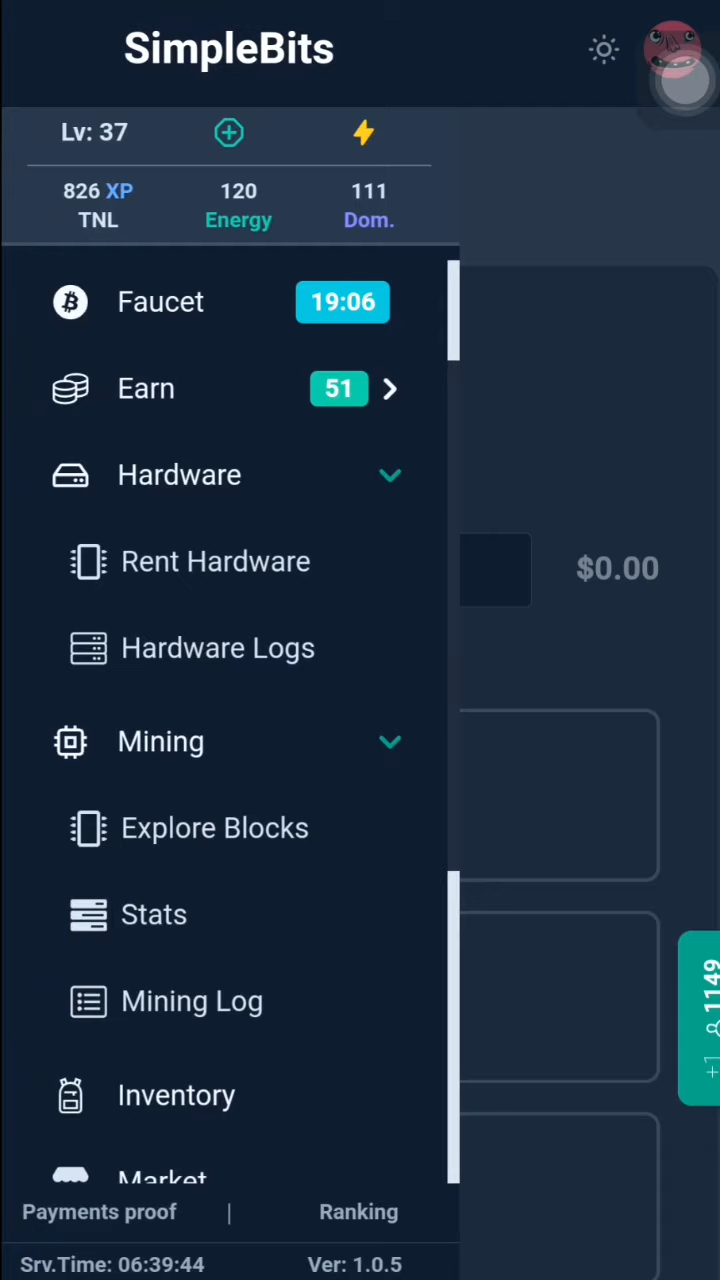 SimpleBits
Lv: 37
826 XP 120 111
TNL Energy Dom.
Faucet 19:06
Earn 51
Hardware
Rent Hardware
$0.00
Hardware Logs
Mining
Explore Blocks
Stats
Mining Log
1149
+1
Inventory
Market
Payments proof | Ranking
Srv.Time: 06:39:44 Ver: 1.0.5